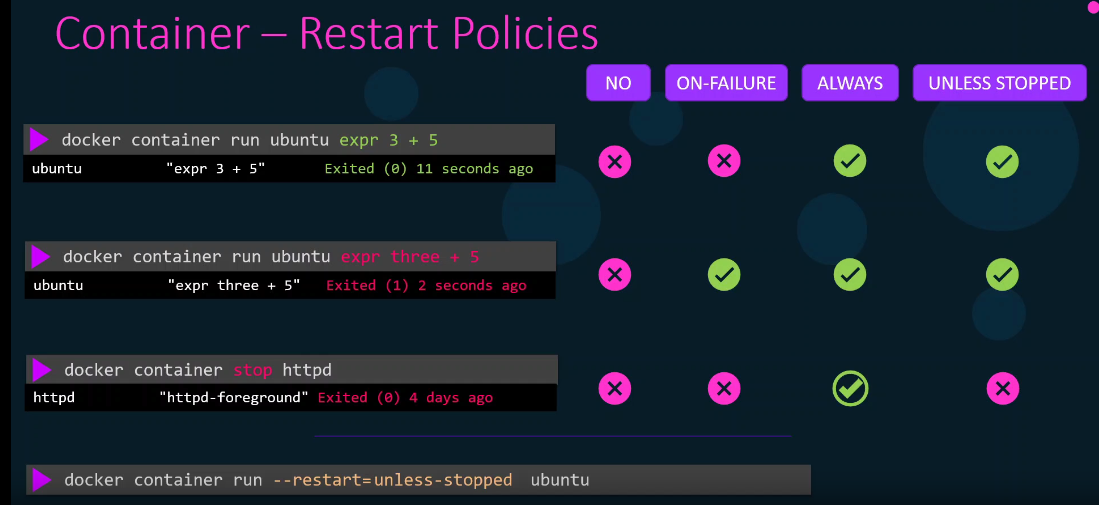 Container – Restart Policies
NO ON-FAILURE ALWAYS UNLESS STOPPED
docker container run ubuntu expr 3 + 5
ubuntu "expr 3 + 5" Exited (0) 11 seconds ago
docker container run ubuntu expr three + 5
ubuntu "expr three + 5" Exited (1) 2 seconds ago
docker container stop httpd
httpd "httpd-foreground" Exited (0) 4 days ago
docker container run --restart=unless-stopped ubuntu